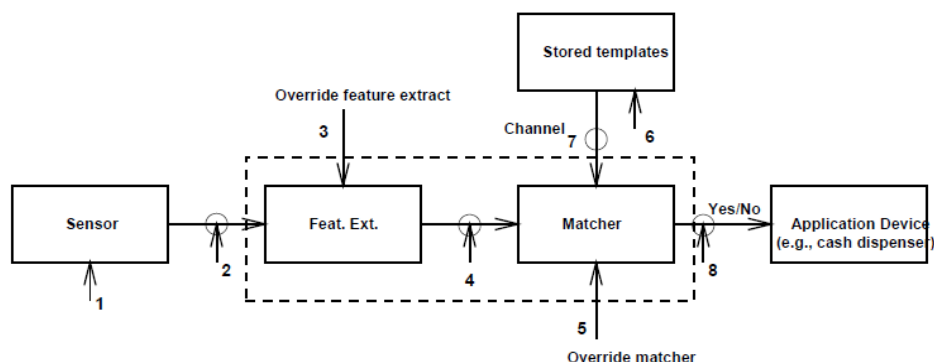 Stored templates
Override feature extract
3
Channel
7
6
Sensor
Feat. Ext.
Matcher
Yes/No
Application Device
(e.g., cash dispenser)
1
2
4
8
5
Override matcher